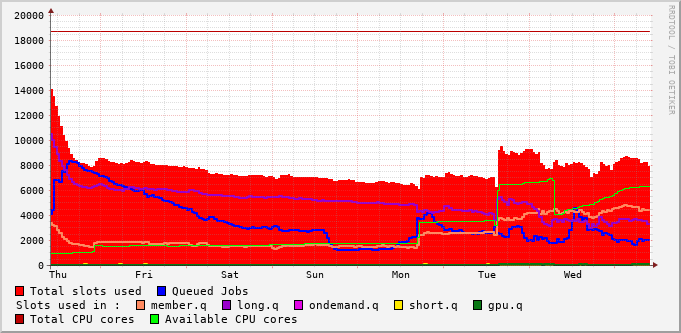 20000
18000
16000
14000
12000
10000
8000
6000
4000
2000
0
Thu Fri Sat Sun Mon Tue Wed
RRDTOOL / TOBI OETIKER
Total slots used Queued Jobs
Slots used in : member.q long.q ondemand.q short.q gpu.q
Total CPU cores Available CPU cores